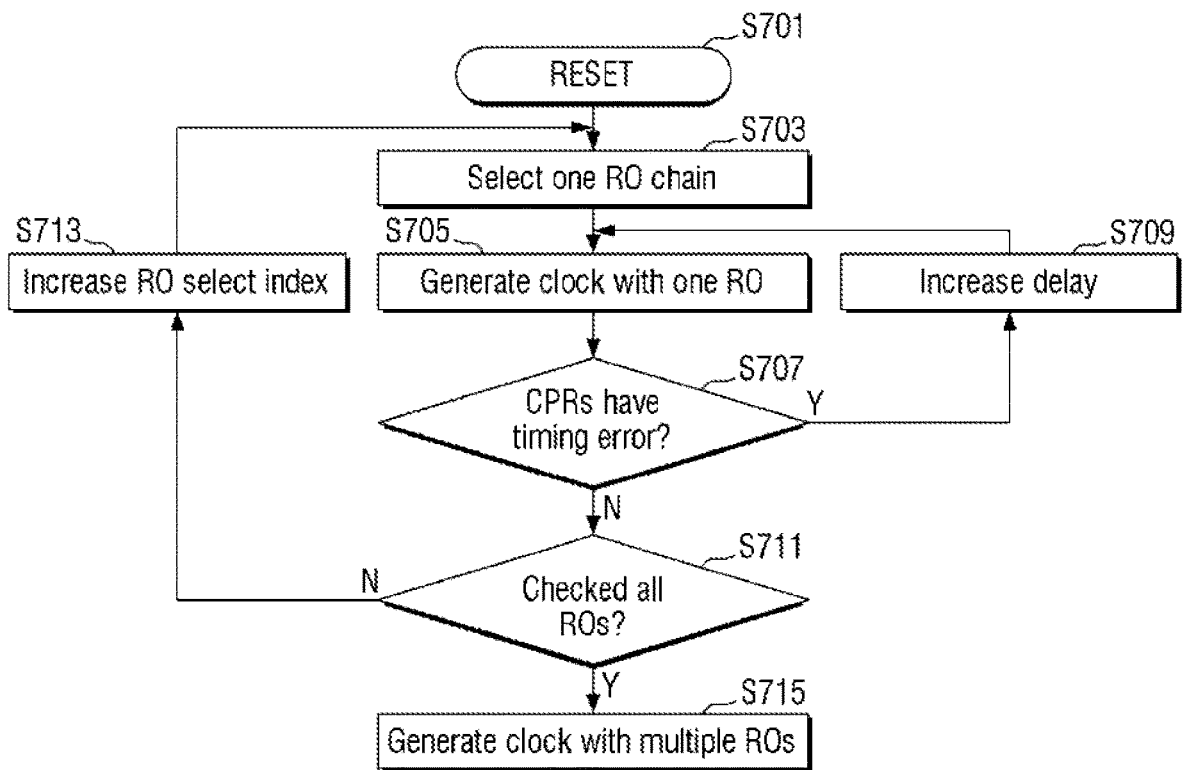 S701
RESET
S703
Select one RO chain
S713
S705
S709
Increase RO select index
Generate clock with one RO
Increase delay
S707
CPRs have
timing error?
Y
N
S711
N
Checked all
ROs?
Y
S715
Generate clock with multiple ROs